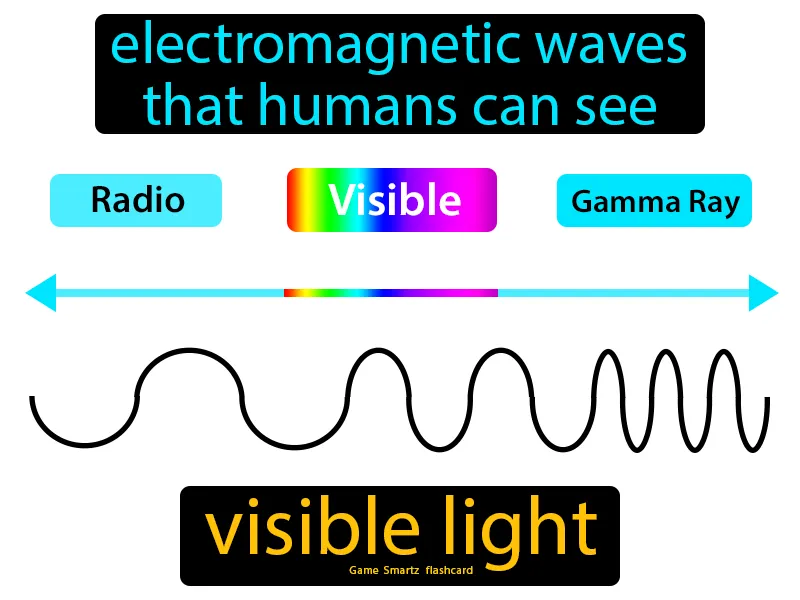 electromagnetic waves
that humans can see
Radio
Visible
Gamma Ray
visible light
Game Smartz flashcard